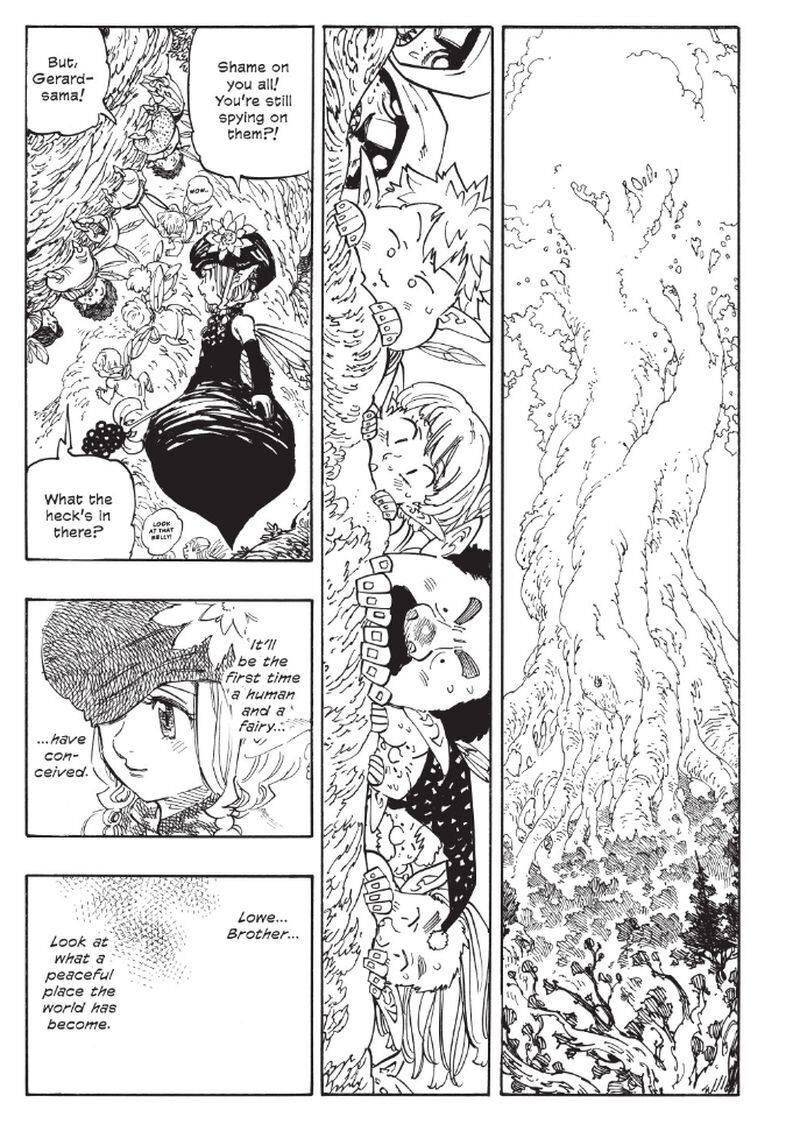 Shame on
you all!
You're still
spying on
them?!
But,
Gerard-
sama!
WOW...
What the
heck's in
there?
LOOK
AT THAT
BELLY!
It'll
be the
first time
a human
and a
fairy...
...have
con-
ceived.
Lowe...
Brother...
Look at
what a
peaceful
place the
world has
become.